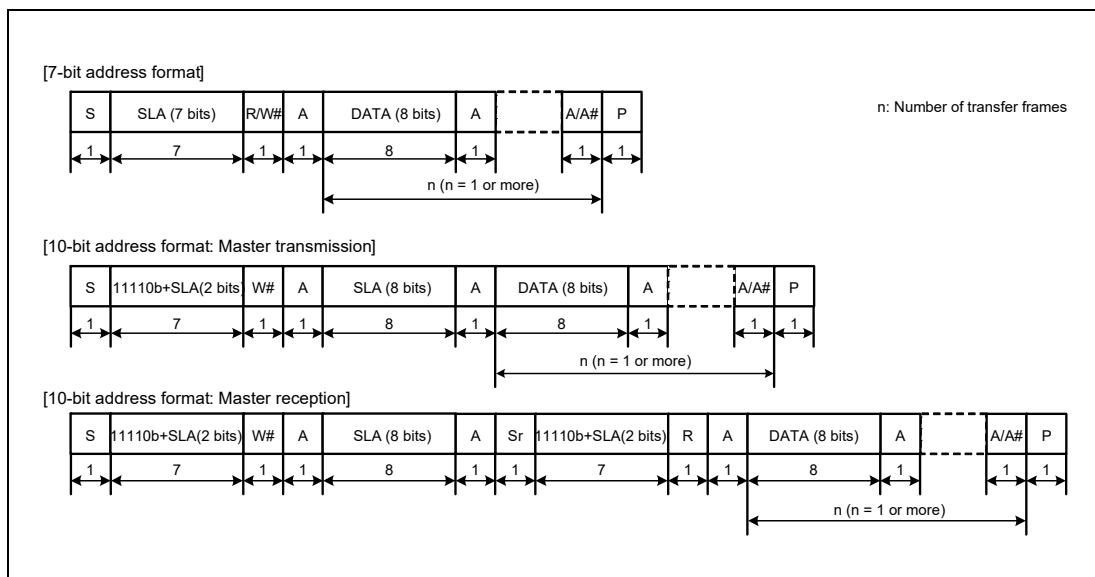 [7-bit address format]
n: Number of transfer frames
S SLA (7 bits) R/W# A DATA (8 bits) A A/A# P
1 7 1 1 8 1 1 1
n (n = 1 or more)
[10-bit address format: Master transmission]
S 11110b+SLA(2 bits) W# A SLA (8 bits) A DATA (8 bits) A A/A# P
1 7 1 1 8 1 8 1 1 1
n (n = 1 or more)
[10-bit address format: Master reception]
S 11110b+SLA(2 bits) W# A SLA (8 bits) A Sr 11110b+SLA(2 bits) R A DATA (8 bits) A A/A# P
1 7 1 1 8 1 1 7 1 1 8 1 1 1
n (n = 1 or more)